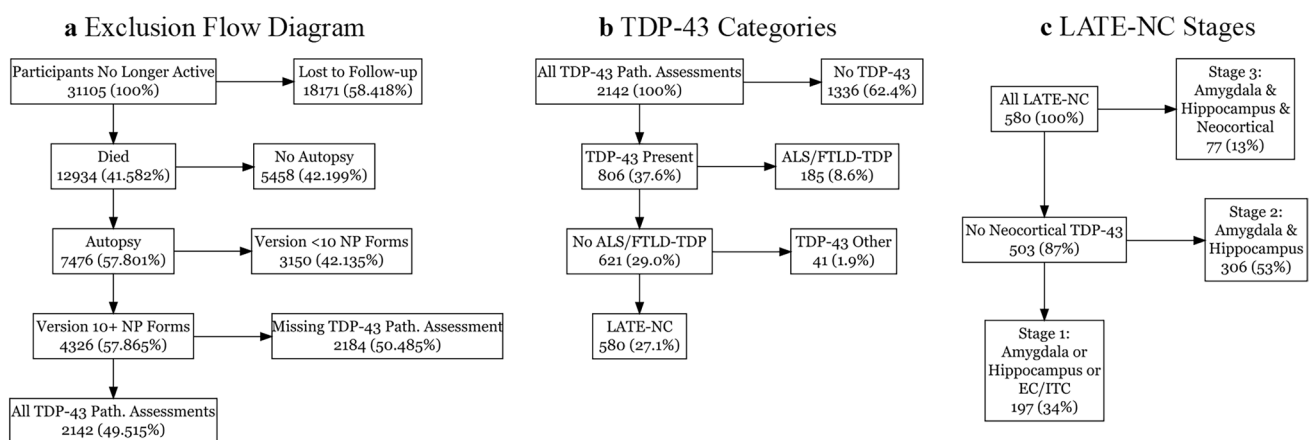 a Exclusion Flow Diagram
Participants No Longer Active
31105 (100%)
Lost to Follow-up
18171 (58.418%)
Died
12934 (41.582%)
No Autopsy
5458 (42.199%)
Autopsy
7476 (57.801%)
Version <10 NP Forms
3150 (42.135%)
Version 10+ NP Forms
4326 (57.865%)
Missing TDP-43 Path. Assessment
2184 (50.485%)
All TDP-43 Path. Assessments
2142 (49.515%)
b TDP-43 Categories
All TDP-43 Path. Assessments
2142 (100%)
No TDP-43
1336 (62.4%)
TDP-43 Present
806 (37.6%)
ALS/FTLD-TDP
185 (8.6%)
No ALS/FTLD-TDP
621 (29.0%)
TDP-43 Other
41 (1.9%)
LATE-NC
580 (27.1%)
c LATE-NC Stages
All LATE-NC
580 (100%)
Stage 3:
Amygdala &
Hippocampus &
Neocortical
77 (13%)
No Neocortical TDP-43
503 (87%)
Stage 2:
Amygdala &
Hippocampus
306 (53%)
Stage 1:
Amygdala or
Hippocampus or
EC/ITC
197 (34%)